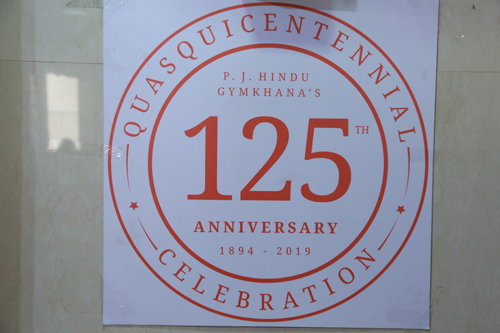 QUASQUICENTENNIAL
P. J. HINDU
GYMKHANA'S
125TH
ANNIVERSARY
1894 - 2019
CELEBRATION